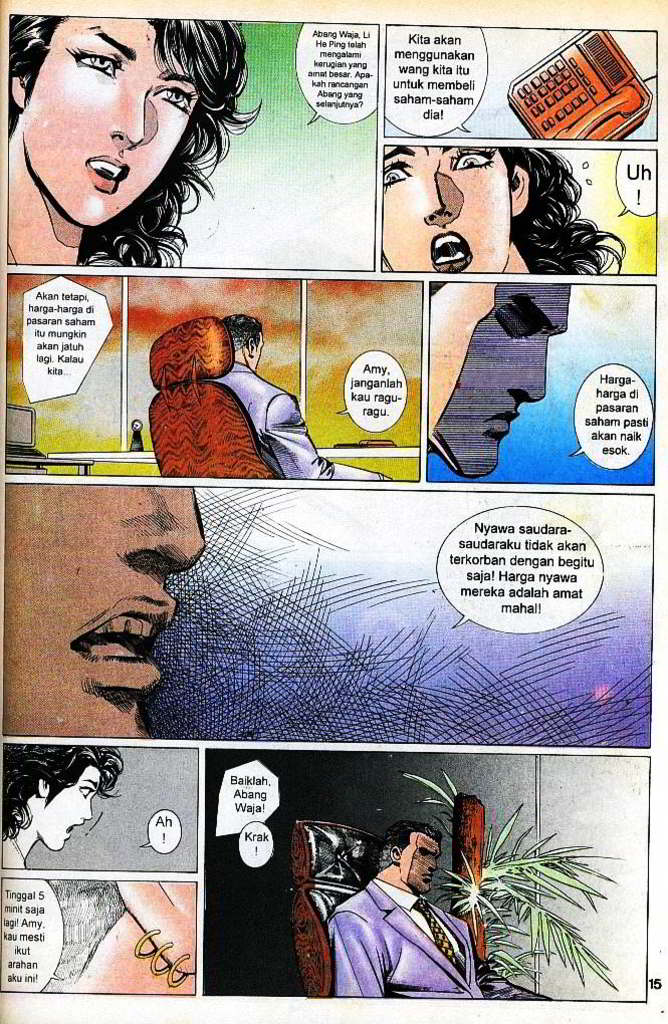 Abang Waja, Li
He Ping telah
mengalami
kerugian yang
amat besar. Apa-
kah rancangan
Abang yang
selanjutnya?
Kita akan
menggunakan
wang kita itu
untuk membeli
saham-saham
dia!
Uh
!
Akan tetapi,
harga-harga di
pasaran saham
itu mungkin
akan jatuh
lagi. Kalau
kita...
Amy,
janganlah
kau ragu-
ragu.
Harga-
harga di
pasaran
saham pasti
akan naik
esok.
Nyawa saudara-
saudaraku tidak akan
terkorban dengan begitu
saja! Harga nyawa
mereka adalah amat
mahal!
Ah
!
Baiklah,
Abang
Waja!
Krak
!
Tinggal 5
minit saja
lagi! Amy,
kau mesti
ikut
arahan
aku ini!
15